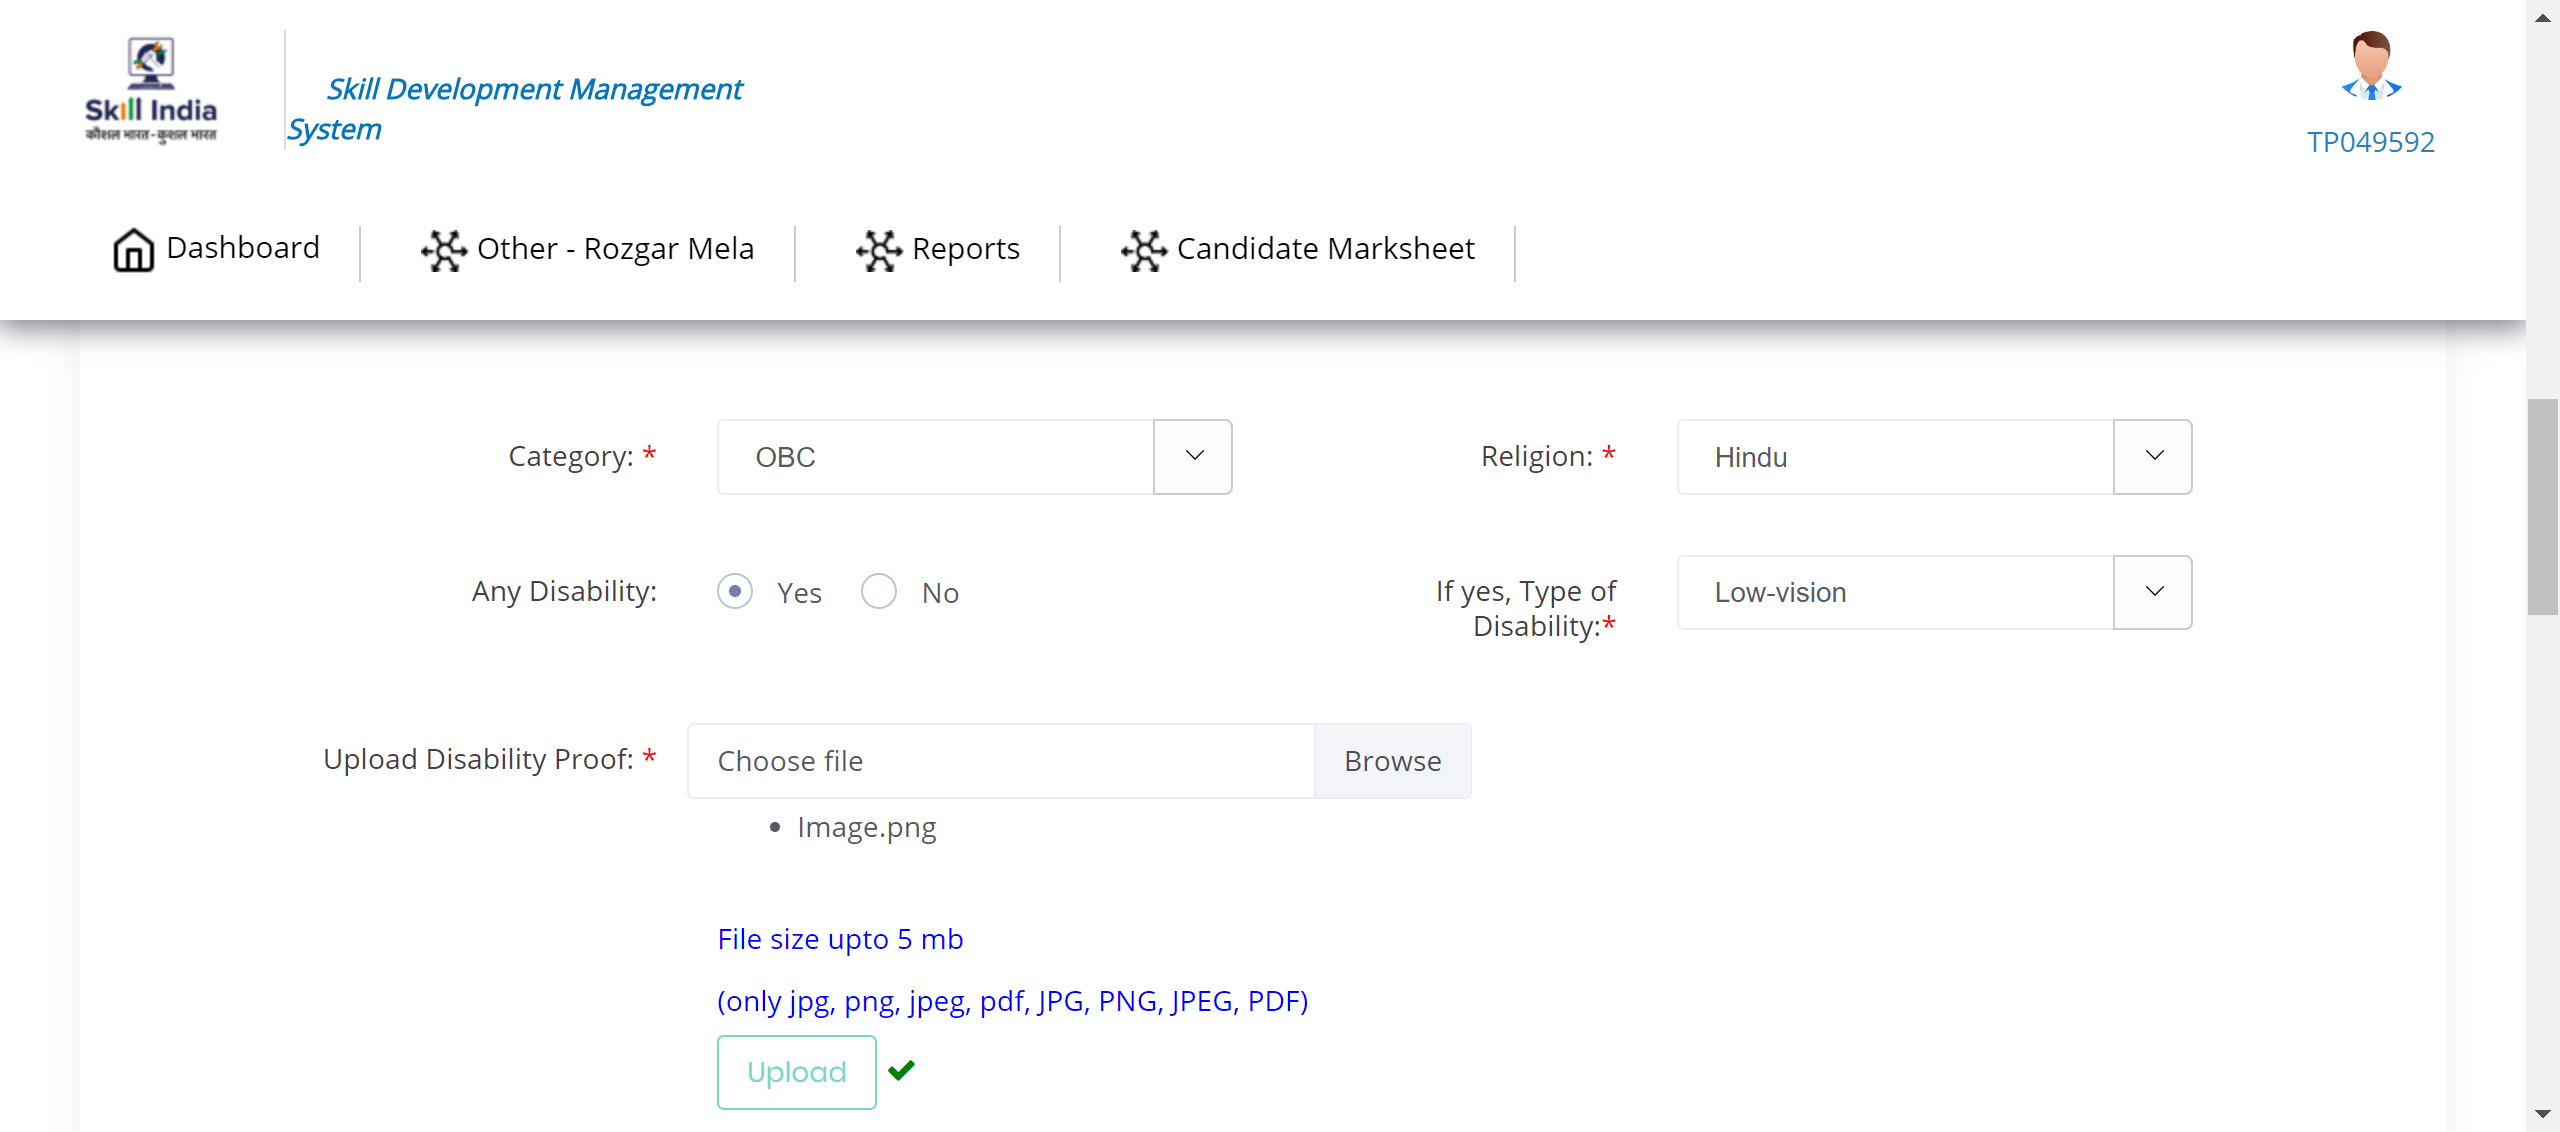 Skill India
कौशल भारत-कुशल भारत
Skill Development Management
System
TP049592
Dashboard
Other - Rozgar Mela
Reports
Candidate Marksheet
Category: *
OBC
Religion: *
Hindu
Any Disability:
Yes
No
If yes, Type of
Disability:*
Low-vision
Upload Disability Proof: *
Choose file
Browse
• Image.png
File size upto 5 mb
(only jpg, png, jpeg, pdf, JPG, PNG, JPEG, PDF)
Upload